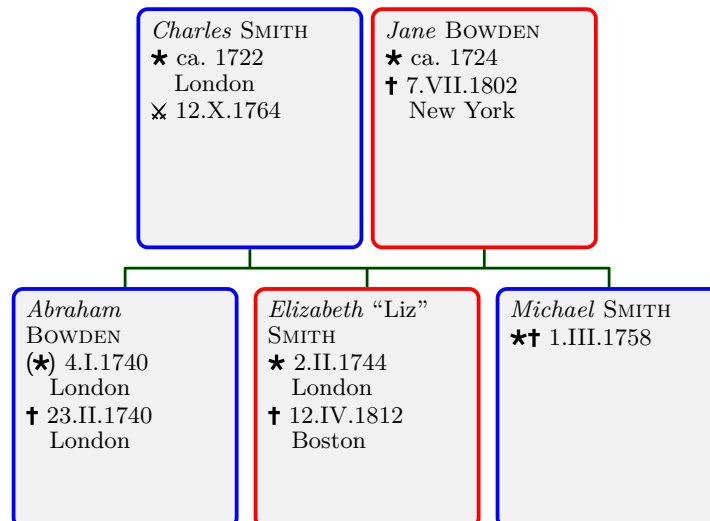 Charles SMITH
★ ca. 1722
London
⚔ 12.X.1764
Jane BOWDEN
★ ca. 1724
† 7.VII.1802
New York
Abraham
BOWDEN
(★) 4.I.1740
London
† 23.II.1740
London
Elizabeth “Liz”
SMITH
★ 2.II.1744
London
† 12.IV.1812
Boston
Michael SMITH
★† 1.III.1758